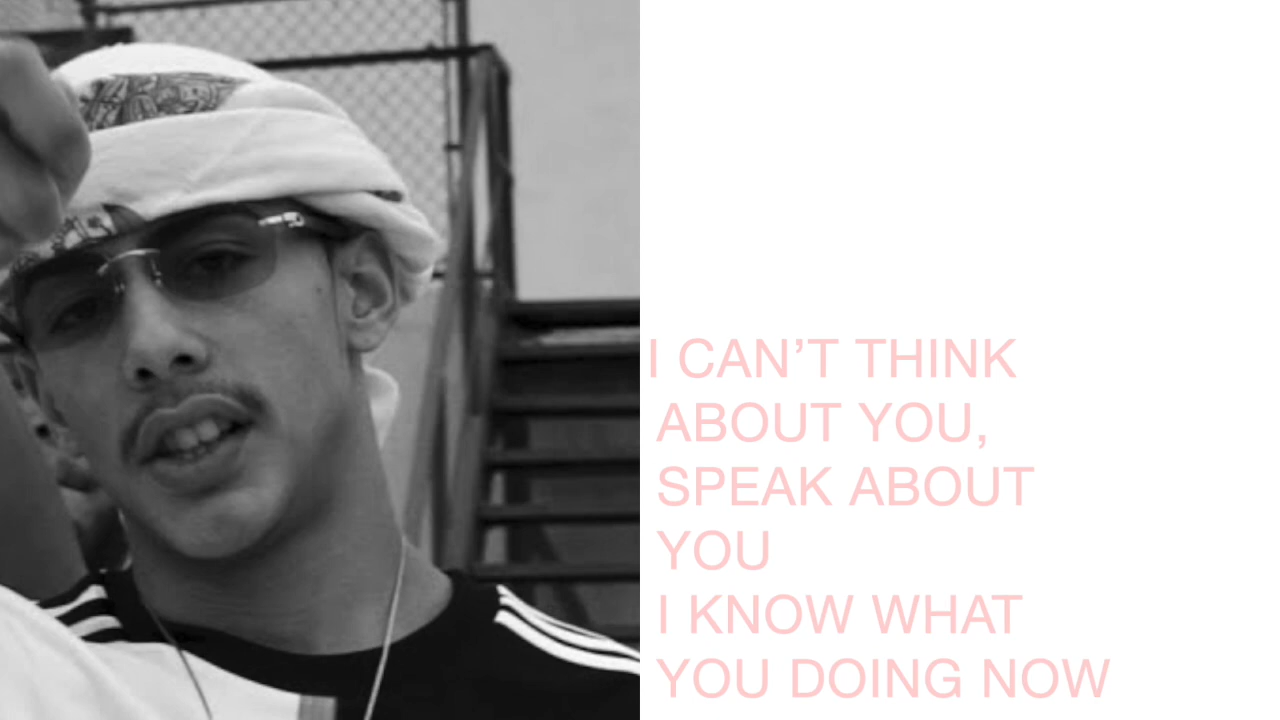 I CAN’T THINK
ABOUT YOU,
SPEAK ABOUT
YOU
I KNOW WHAT
YOU DOING NOW